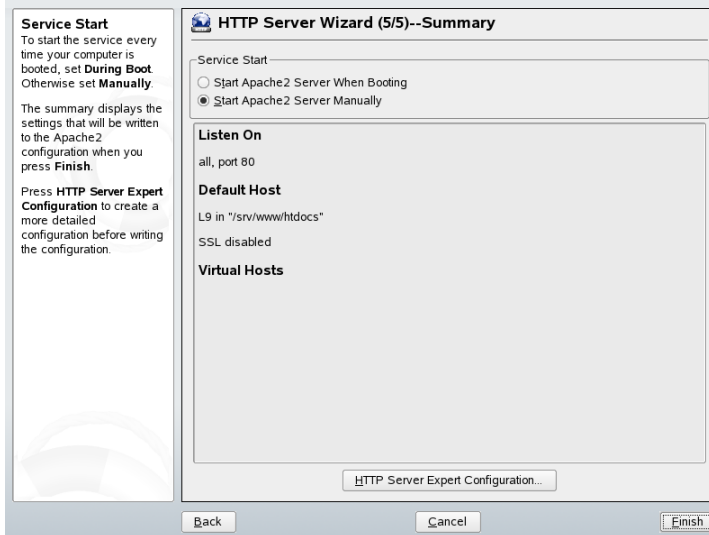 Service Start
To start the service every
time your computer is
booted, set During Boot.
Otherwise set Manually.
The summary displays the
settings that will be written
to the Apache2
configuration when you
press Finish.
Press HTTP Server Expert
Configuration to create a
more detailed
configuration before writing
the configuration.
HTTP Server Wizard (5/5)--Summary
Service Start
Start Apache2 Server When Booting
Start Apache2 Server Manually
Listen On
all, port 80
Default Host
L9 in "/srv/www/htdocs"
SSL disabled
Virtual Hosts
HTTP Server Expert Configuration...
Back
Cancel
Finish